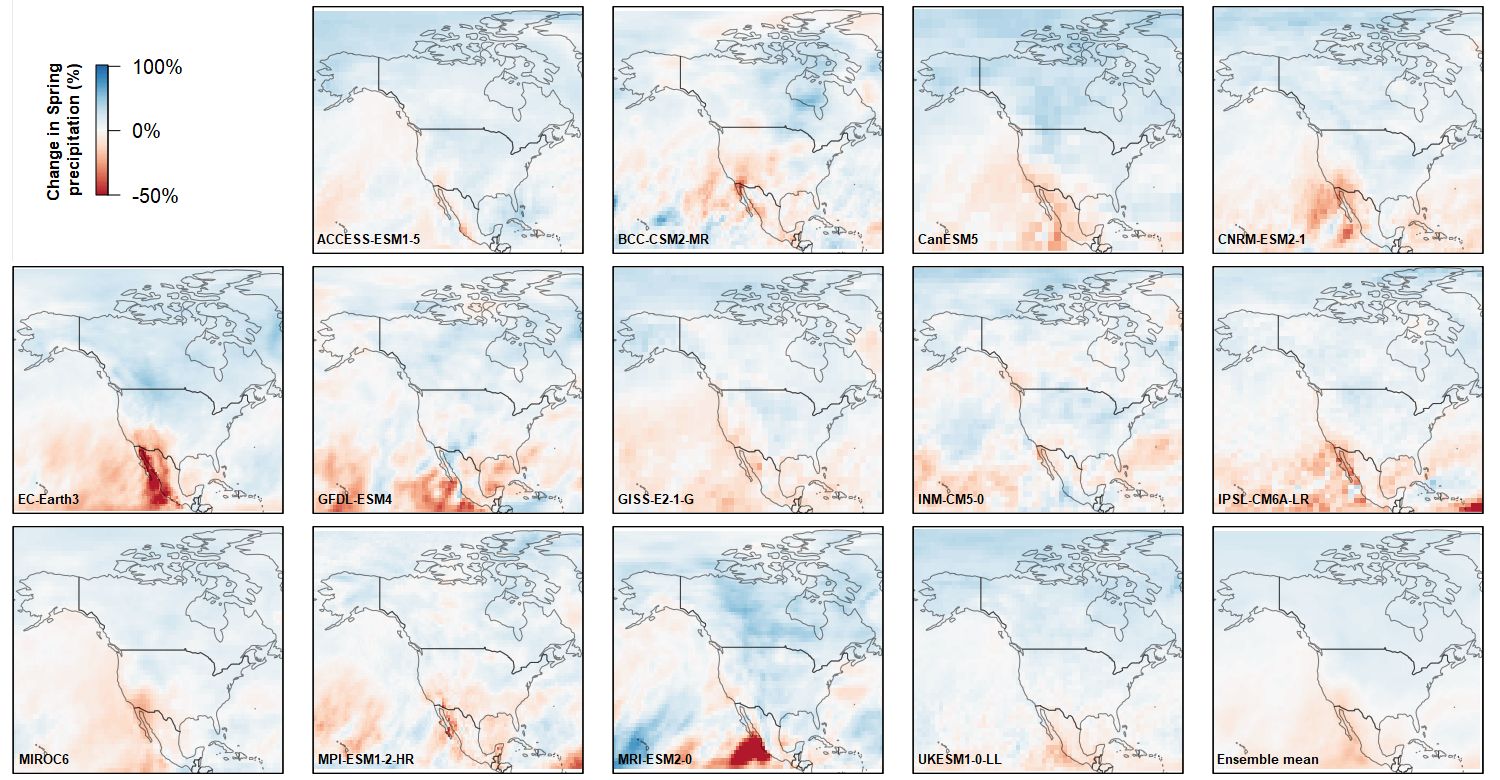 Change in Spring
precipitation (%)
100%
0%
-50%
ACCESS-ESM1-5
BCC-CSM2-MR
CanESM5
CNRM-ESM2-1
EC-Earth3
GFDL-ESM4
GISS-E2-1-G
INM-CM5-0
IPSL-CM6A-LR
MIROC6
MPI-ESM1-2-HR
MRI-ESM2-0
UKESM1-0-LL
Ensemble mean